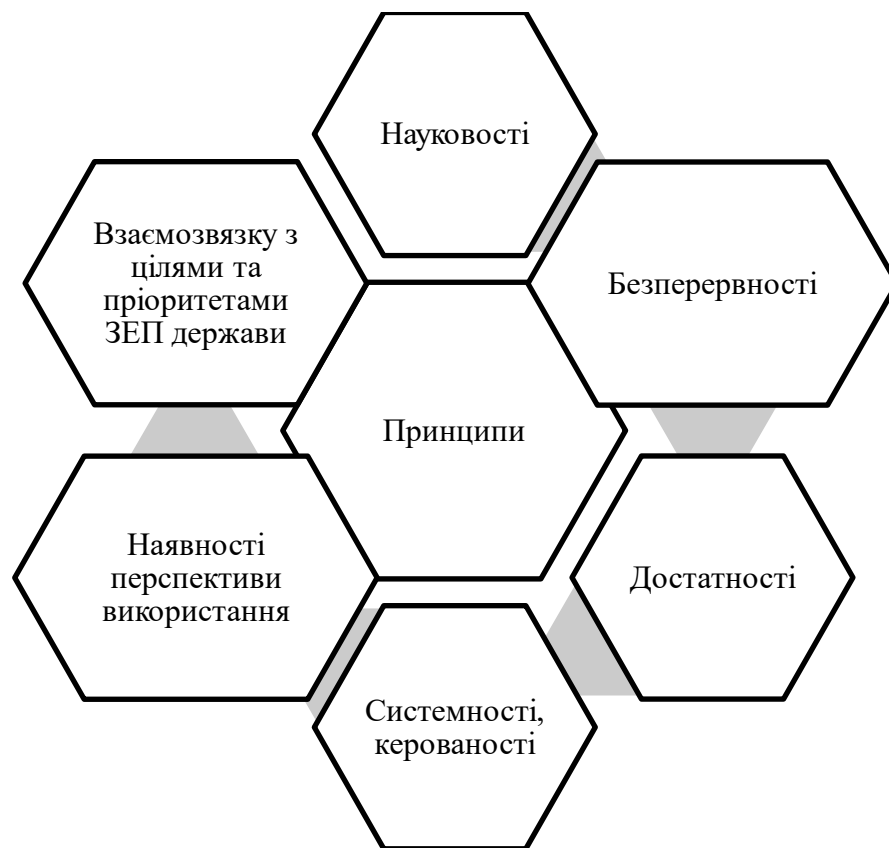 Науковості
Взаємозвязку з
цілями та
пріоритетами
ЗЕП держави
Безперервності
Принципи
Наявності
перспективи
використання
Достатності
Системності,
керованості